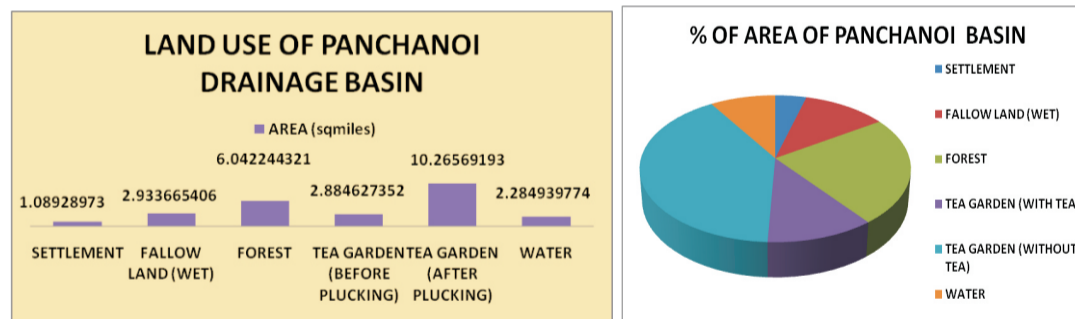 LAND USE OF PANCHANOI
DRAINAGE BASIN
AREA (sqmiles)
1.08928973
2.933665406
6.042244321
2.884627352
10.26569193
2.284939774
SETTLEMENT
FALLOW
LAND (WET)
FOREST
TEA GARDEN
(BEFORE
PLUCKING)
TEA GARDEN
(AFTER
PLUCKING)
WATER
% OF AREA OF PANCHANOI BASIN
SETTLEMENT
FALLOW LAND (WET)
FOREST
TEA GARDEN (WITH TEA
TEA GARDEN (WITHOUT
TEA)
WATER